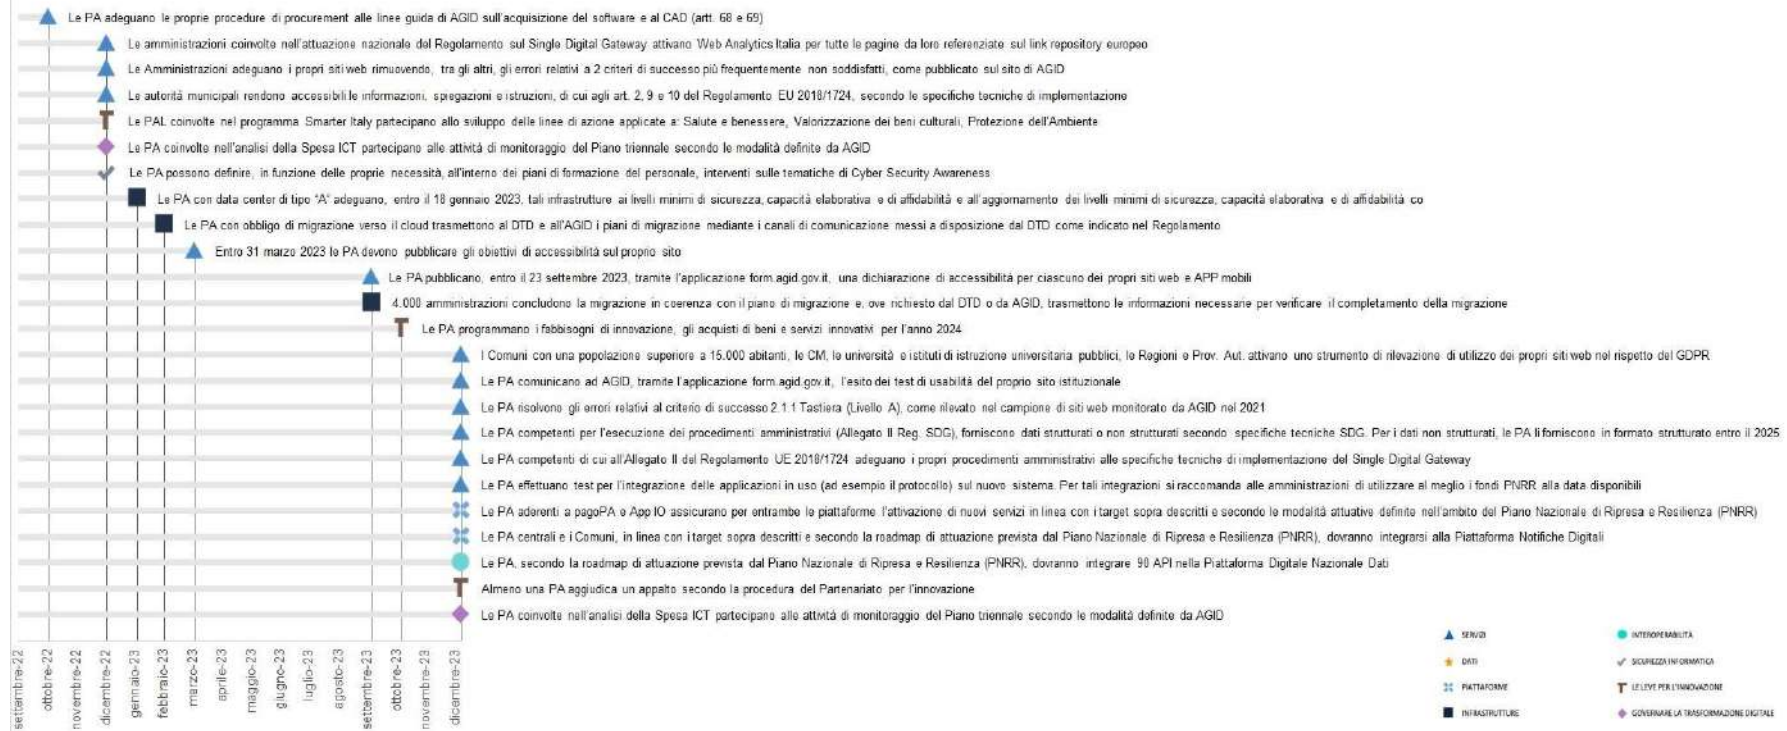 Le PA adeguano le proprie procedure di procurement alle linee guida di AGID sull'acquisizione del software e al CAD (artt. 68 e 69)
Le amministrazioni coinvolte nell'attuazione nazionale del Regolamento sul Single Digital Gateway attivano Web Analytics Italia per tutte le pagine da loro referenziate sul link repository europeo
Le Amministrazioni adeguano i propri siti web rimuovendo, tra gli altri, gli errori relativi a 2 criteri di successo più frequentemente non soddisfatti, come pubblicato sul sito di AGID
Le autorità municipali rendono accessibili le informazioni, spiegazioni e istruzioni, di cui agli art. 2, 9 e 10 del Regolamento EU 2018/1724, secondo le specifiche tecniche di implementazione
Le PAL coinvolte nel programma Smarter Italy partecipano allo sviluppo delle linee di azione applicate a: Salute e benessere, Valorizzazione dei beni culturali, Protezione dell'Ambiente
Le PA coinvolte nell'analisi della Spesa ICT partecipano alle attività di monitoraggio del Piano triennale secondo le modalità definite da AGID
Le PA possono definire, in funzione delle proprie necessità, all'interno dei piani di formazione del personale, interventi sulle tematiche di Cyber Security Awareness
Le PA con data center di tipo "A" adeguano, entro il 18 gennaio 2023, tali infrastrutture ai livelli minimi di sicurezza, capacità elaborativa e di affidabilità e all'aggiornamento dei livelli minimi di sicurezza, capacità elaborativa e di affidabilità co
Le PA con obbligo di migrazione verso il cloud trasmettono al DTD e all'AGID i piani di migrazione mediante i canali di comunicazione messi a disposizione dal DTD come indicato nel Regolamento
Entro 31 marzo 2023 le PA devono pubblicare gli obiettivi di accessibilità sul proprio sito
Le PA pubblicano, entro il 23 settembre 2023, tramite l'applicazione form.agid.gov.it, una dichiarazione di accessibilità per ciascuno dei propri siti web e APP mobili
4.000 amministrazioni concludono la migrazione in coerenza con il piano di migrazione e, ove richiesto dal DTD o da AGID, trasmettono le informazioni necessarie per verificare il completamento della migrazione
Le PA programmano i fabbisogni di innovazione, gli acquisti di beni e servizi innovativi per l'anno 2024
I Comuni con una popolazione superiore a 15.000 abitanti, le CM, le università e istituti di istruzione universitaria pubblici, le Regioni e Prov. Aut. attivano uno strumento di rilevazione di utilizzo dei propri siti web nel rispetto del GDPR
Le PA comunicano ad AGID, tramite l'applicazione form.agid.gov.it, l'esito dei test di usabilità del proprio sito istituzionale
Le PA risolvono gli errori relativi al criterio di successo 2.1.1 Tastiera (Livello A), come rilevato nel campione di siti web monitorato da AGID nel 2021
Le PA competenti per l'esecuzione dei procedimenti amministrativi (Allegato II Reg. SDG), forniscono dati strutturati o non strutturati secondo specifiche tecniche SDG. Per i dati non strutturati, le PA li forniscono in formato strutturato entro il 2025
Le PA competenti di cui all'Allegato II del Regolamento UE 2018/1724 adeguano i propri procedimenti amministrativi alle specifiche tecniche di implementazione del Single Digital Gateway
Le PA effettuano test per l'integrazione delle applicazioni in uso (ad esempio il protocollo) sul nuovo sistema. Per tali integrazioni si raccomanda alle amministrazioni di utilizzare al meglio i fondi PNRR alla data disponibili
Le PA aderenti a pagoPA e App IO assicurano per entrambe le piattaforme l'attivazione di nuovi servizi in linea con i target sopra descritti e secondo le modalità attuative definite nell'ambito del Piano Nazionale di Ripresa e Resilienza (PNRR)
Le PA centrali e i Comuni, in linea con i target sopra descritti e secondo la roadmap di attuazione prevista dal Piano Nazionale di Ripresa e Resilienza (PNRR), dovranno integrarsi alla Piattaforma Notifiche Digitali
Le PA, secondo la roadmap di attuazione prevista dal Piano Nazionale di Ripresa e Resilienza (PNRR), dovranno integrare 90 API nella Piattaforma Digitale Nazionale Dati
Almeno una PA aggiudica un appalto secondo la procedura del Partenariato per l'innovazione
Le PA coinvolte nell'analisi della Spesa ICT partecipano alle attività di monitoraggio del Piano triennale secondo le modalità definite da AGID
settembre-22
ottobre-22
novembre-22
dicembre-22
gennaio-23
febbraio-23
marzo-23
aprile-23
maggio-23
giugno-23
luglio-23
agosto-23
settembre-23
ottobre-23
novembre-23
dicembre-23
SERVIZI
DATI
PIATTAFORME
INFRASTRUTTURE
INTEROPERABILITÀ
SICUREZZA INFORMATICA
LE LEVE PER L'INNOVAZIONE
GOVERNARE LA TRASFORMAZIONE DIGITALE